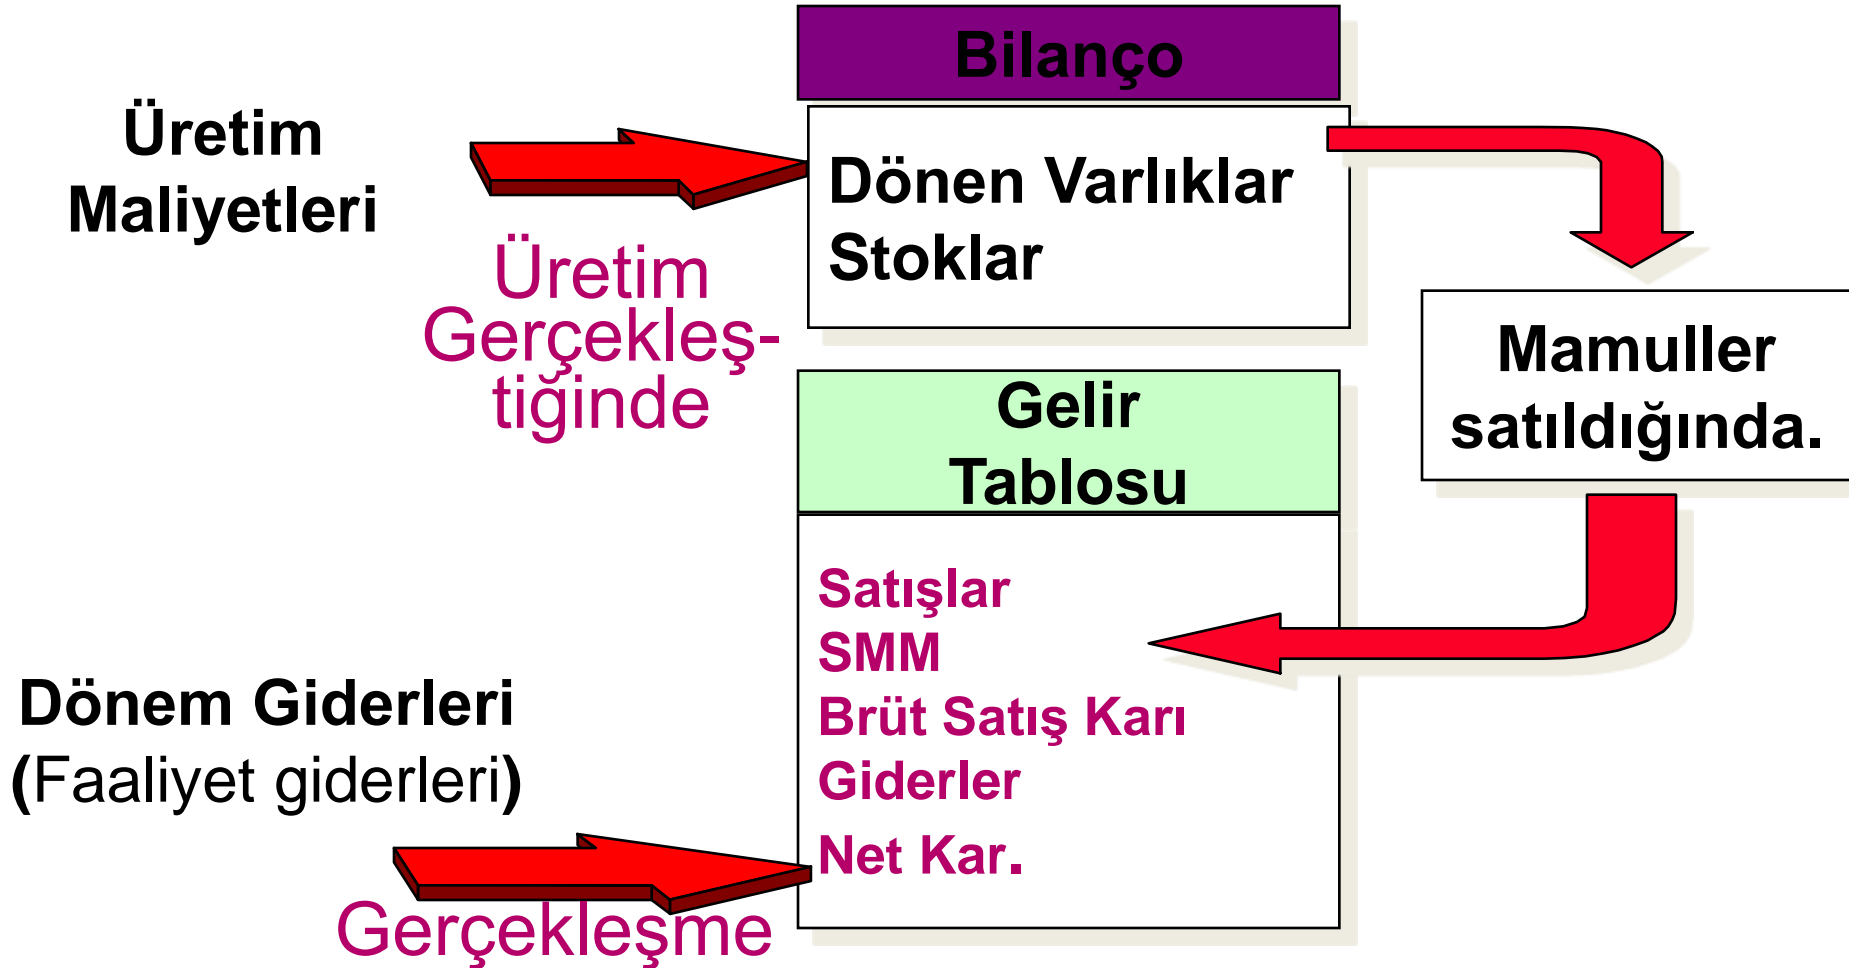 Bilanço
Üretim
Maliyetleri
Dönen Varlıklar
Stoklar
Üretim
Gerçekleş-
tiğinde
Mamuller
satıldığında.
Gelir
Tablosu
Satışlar
SMM
Brüt Satış Karı
Giderler
Net Kar.
Dönem Giderleri
(Faaliyet giderleri)
Gerçekleşme